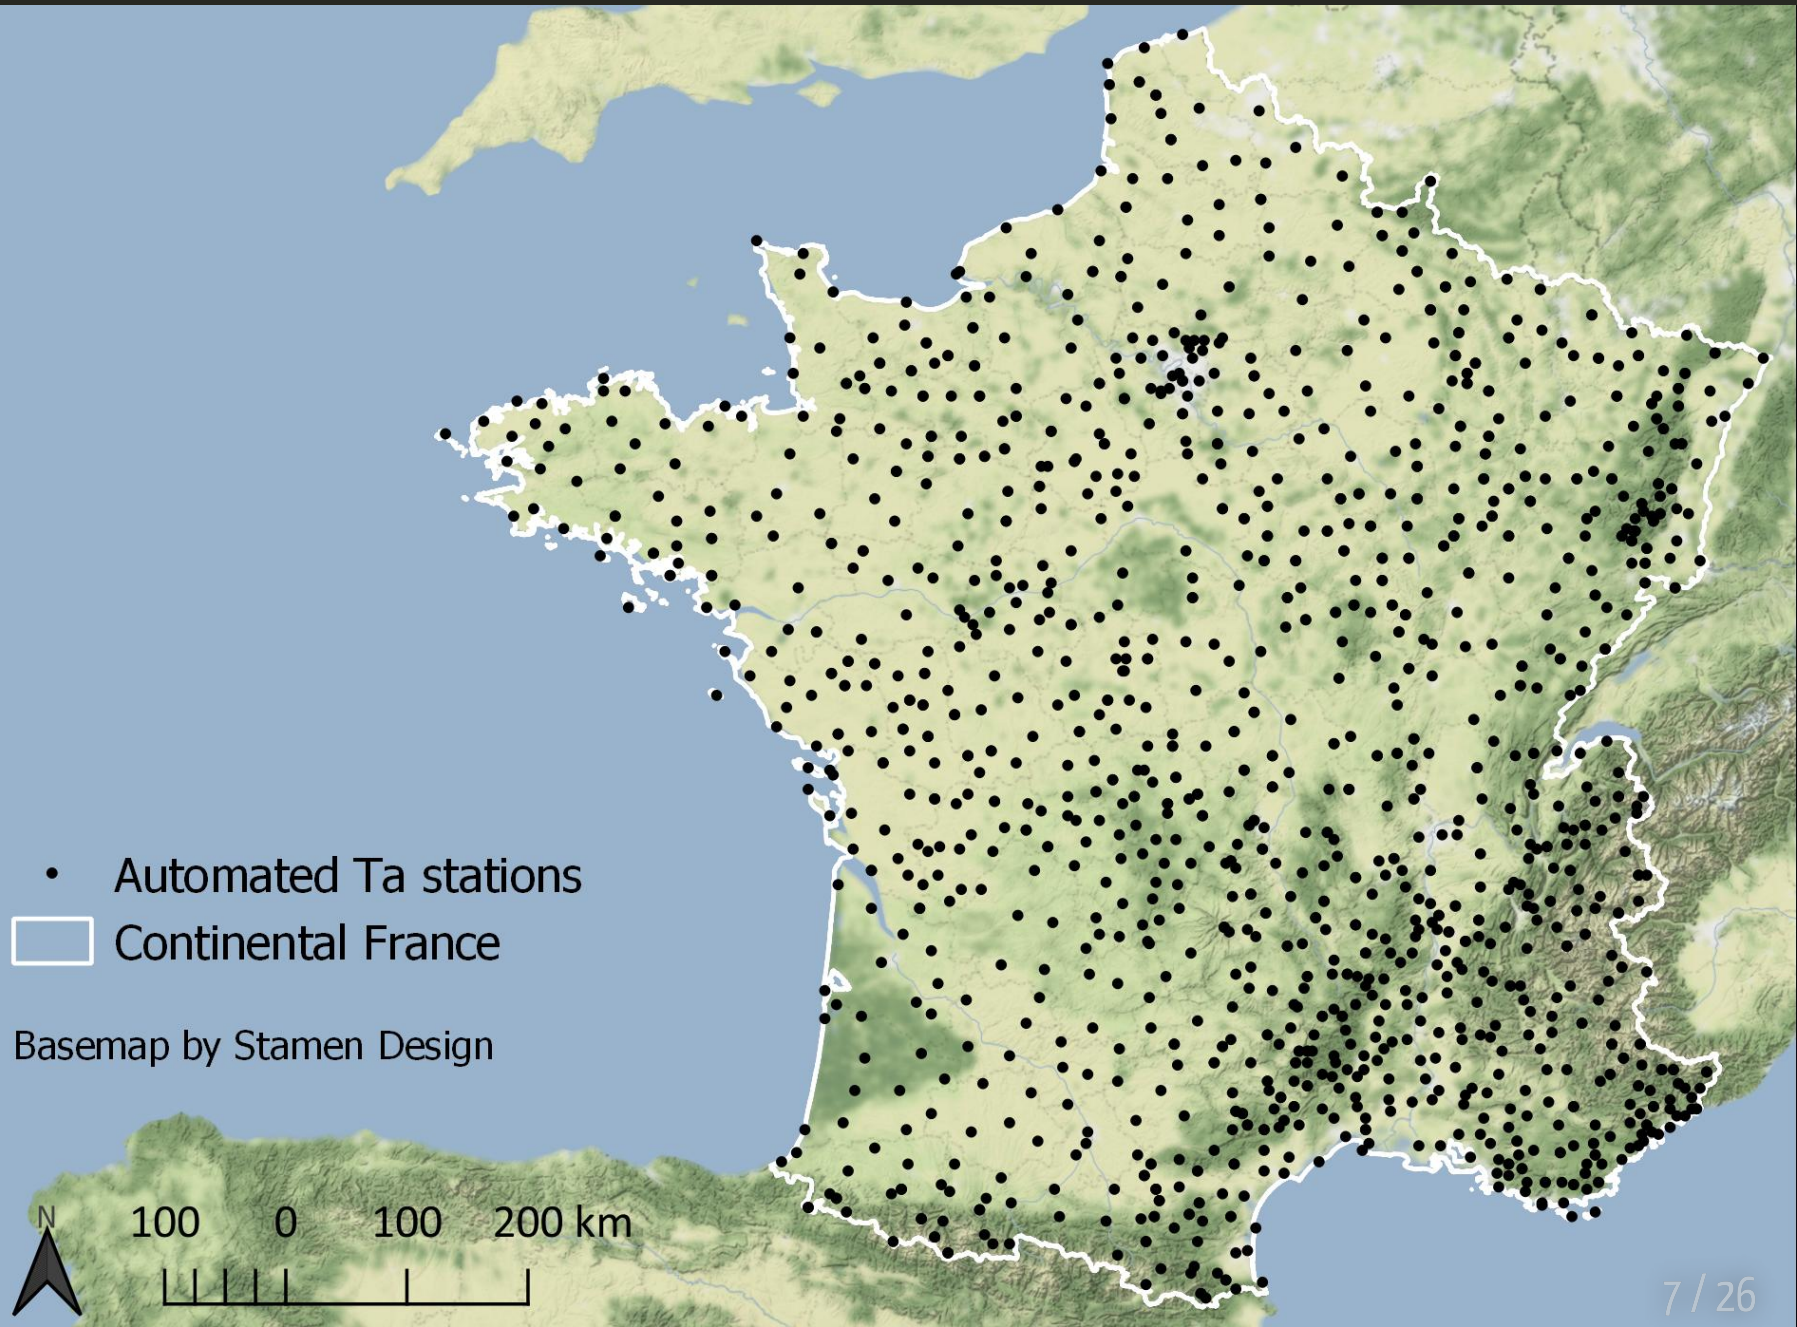 Automated Ta stations
Continental France
Basemap by Stamen Design
N
100 0 100 200 km
7 / 26